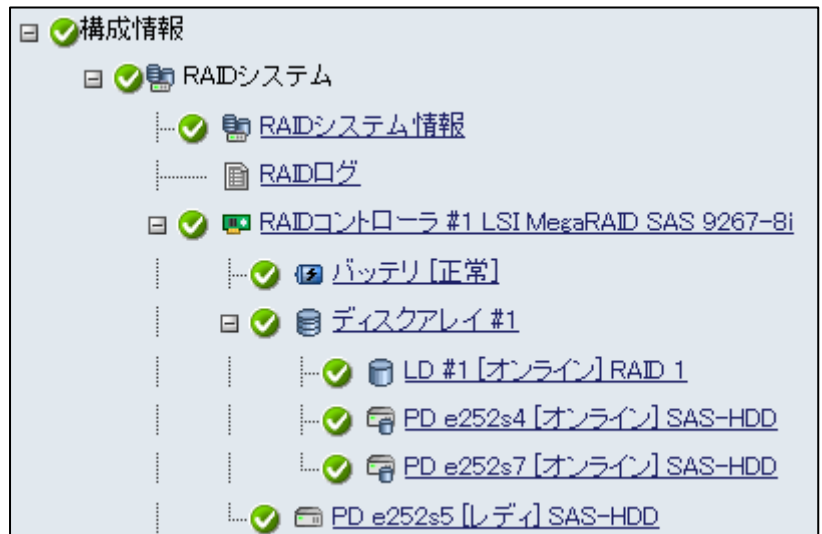 構成情報
RAIDシステム
RAIDシステム情報
RAIDログ
RAIDコントローラ #1 LSI MegaRAID SAS 9267-8i
バッテリ [正常]
ディスクアレイ #1
LD #1 [オンライン] RAID 1
PD e252s4 [オンライン] SAS-HDD
PD e252s7 [オンライン] SAS-HDD
PD e252s5 [レディ] SAS-HDD